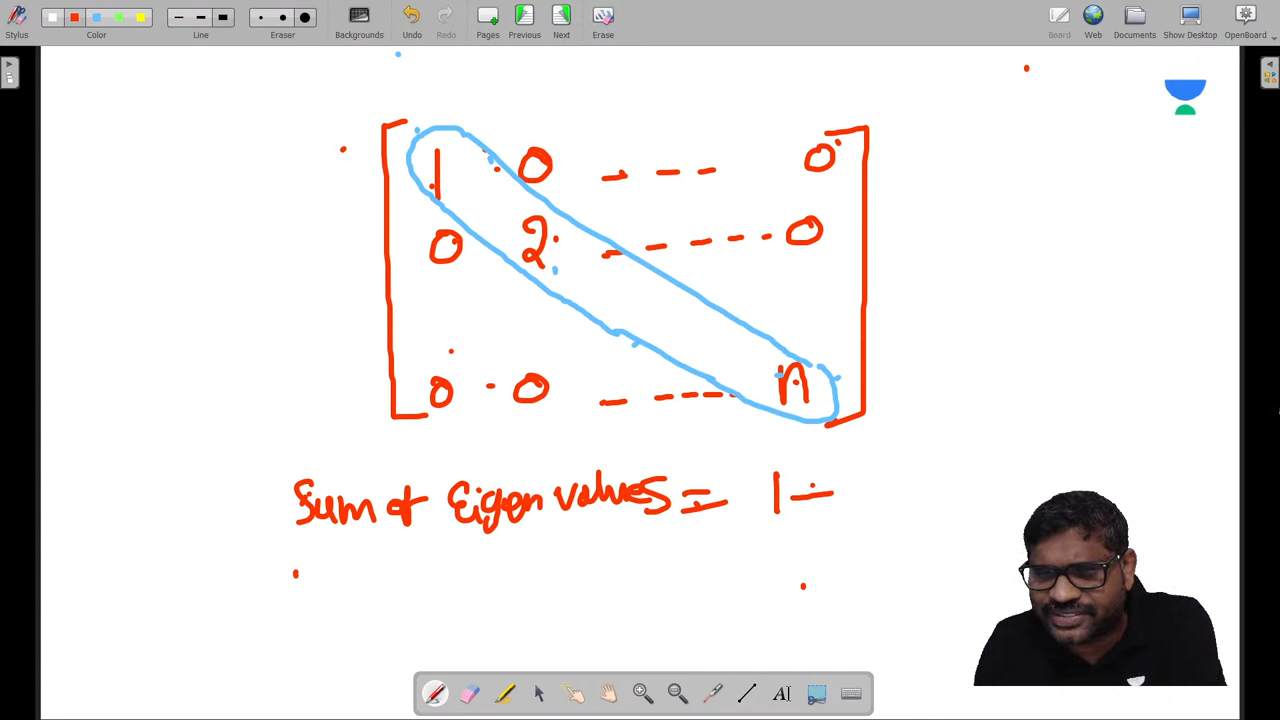 Stylus Color Line Eraser Backgrounds Undo Redo Pages Previous Next Erase Board Web Documents Show Desktop OpenBoard
1 0 ---- 0
0 2 ---- 0
0 0 ---- n
Sum of Eigen values = 1 +